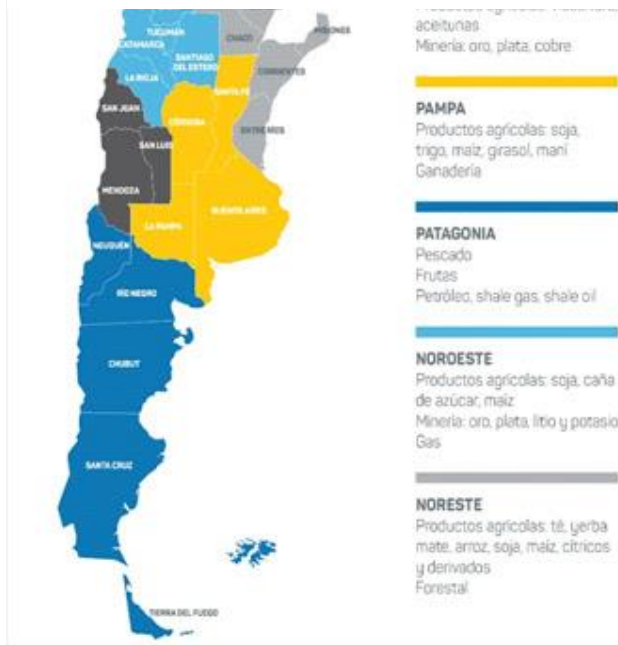 TUCUMÁN
CATAMARCA
SANTIAGO
DEL ESTERO
LA RIOJA
CHACO
MISIONES
CORRIENTES
SANTA FE
SAN JUAN
CÓRDOBA
ENTRE RÍOS
SAN LUIS
MENDOZA
LA PAMPA
BUENOS AIRES
NEUQUÉN
RÍO NEGRO
CHUBUT
SANTA CRUZ
TIERRA DEL FUEGO
aceitunas
Minería: oro, plata, cobre
PAMPA
Productos agrícolas: soja,
trigo, maíz, girasol, maní
Ganadería
PATAGONIA
Pescado
Frutas
Petróleo, shale gas, shale oil
NOROESTE
Productos agrícolas: soja, caña
de azúcar, maíz
Minería: oro, plata, litio y potasio
Gas
NORESTE
Productos agrícolas: té, yerba
mate, arroz, soja, maíz, cítricos
y derivados
Forestal